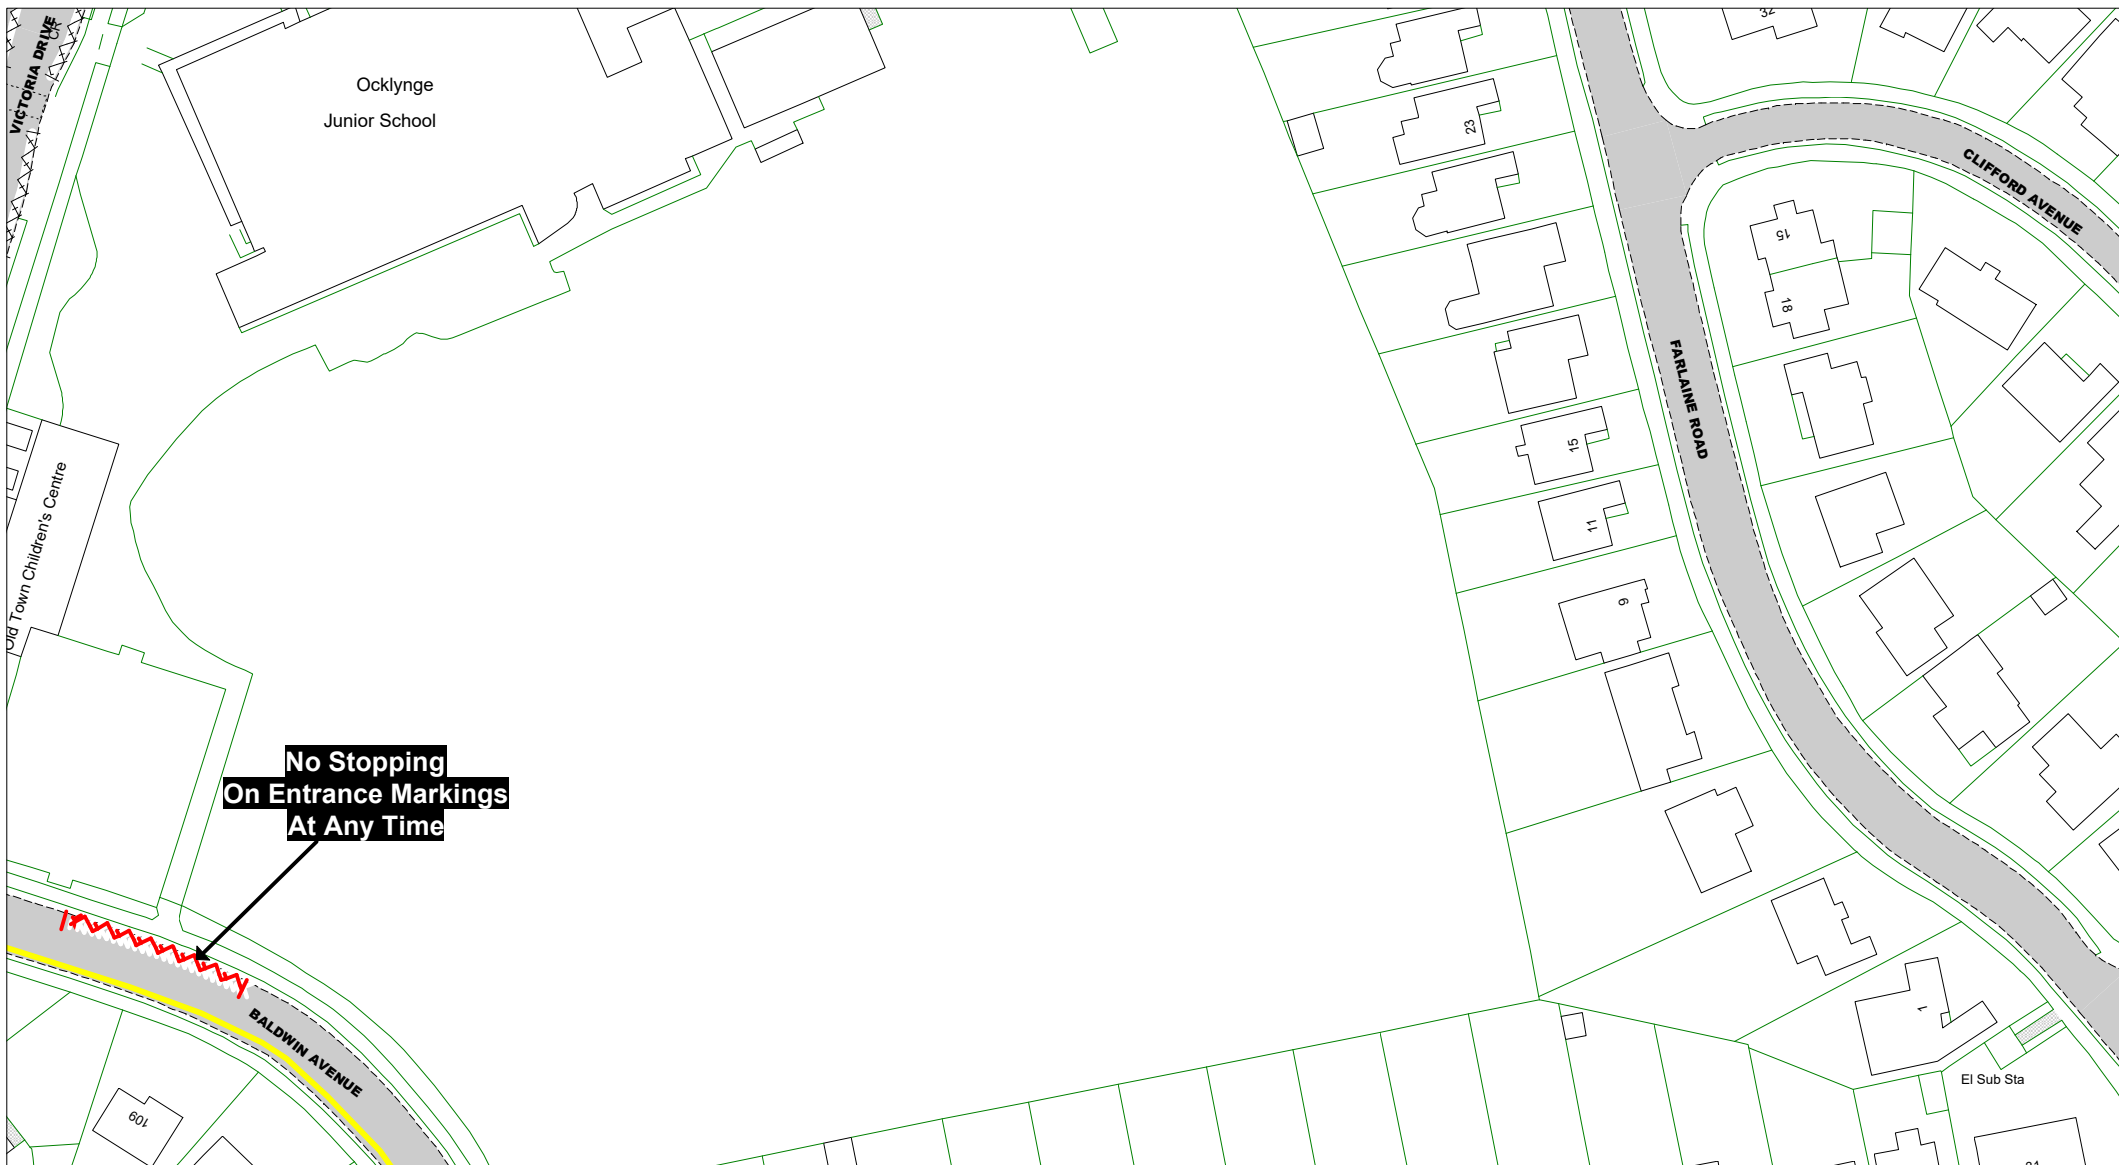 VICTORIA DRIVE
Ocklynge
Junior School
32
23
CLIFFORD AVENUE
15
18
FARLAINE ROAD
15
11
9
Old Town Children's Centre
No Stopping
On Entrance Markings
At Any Time
BALDWIN AVENUE
109
1
El Sub Sta